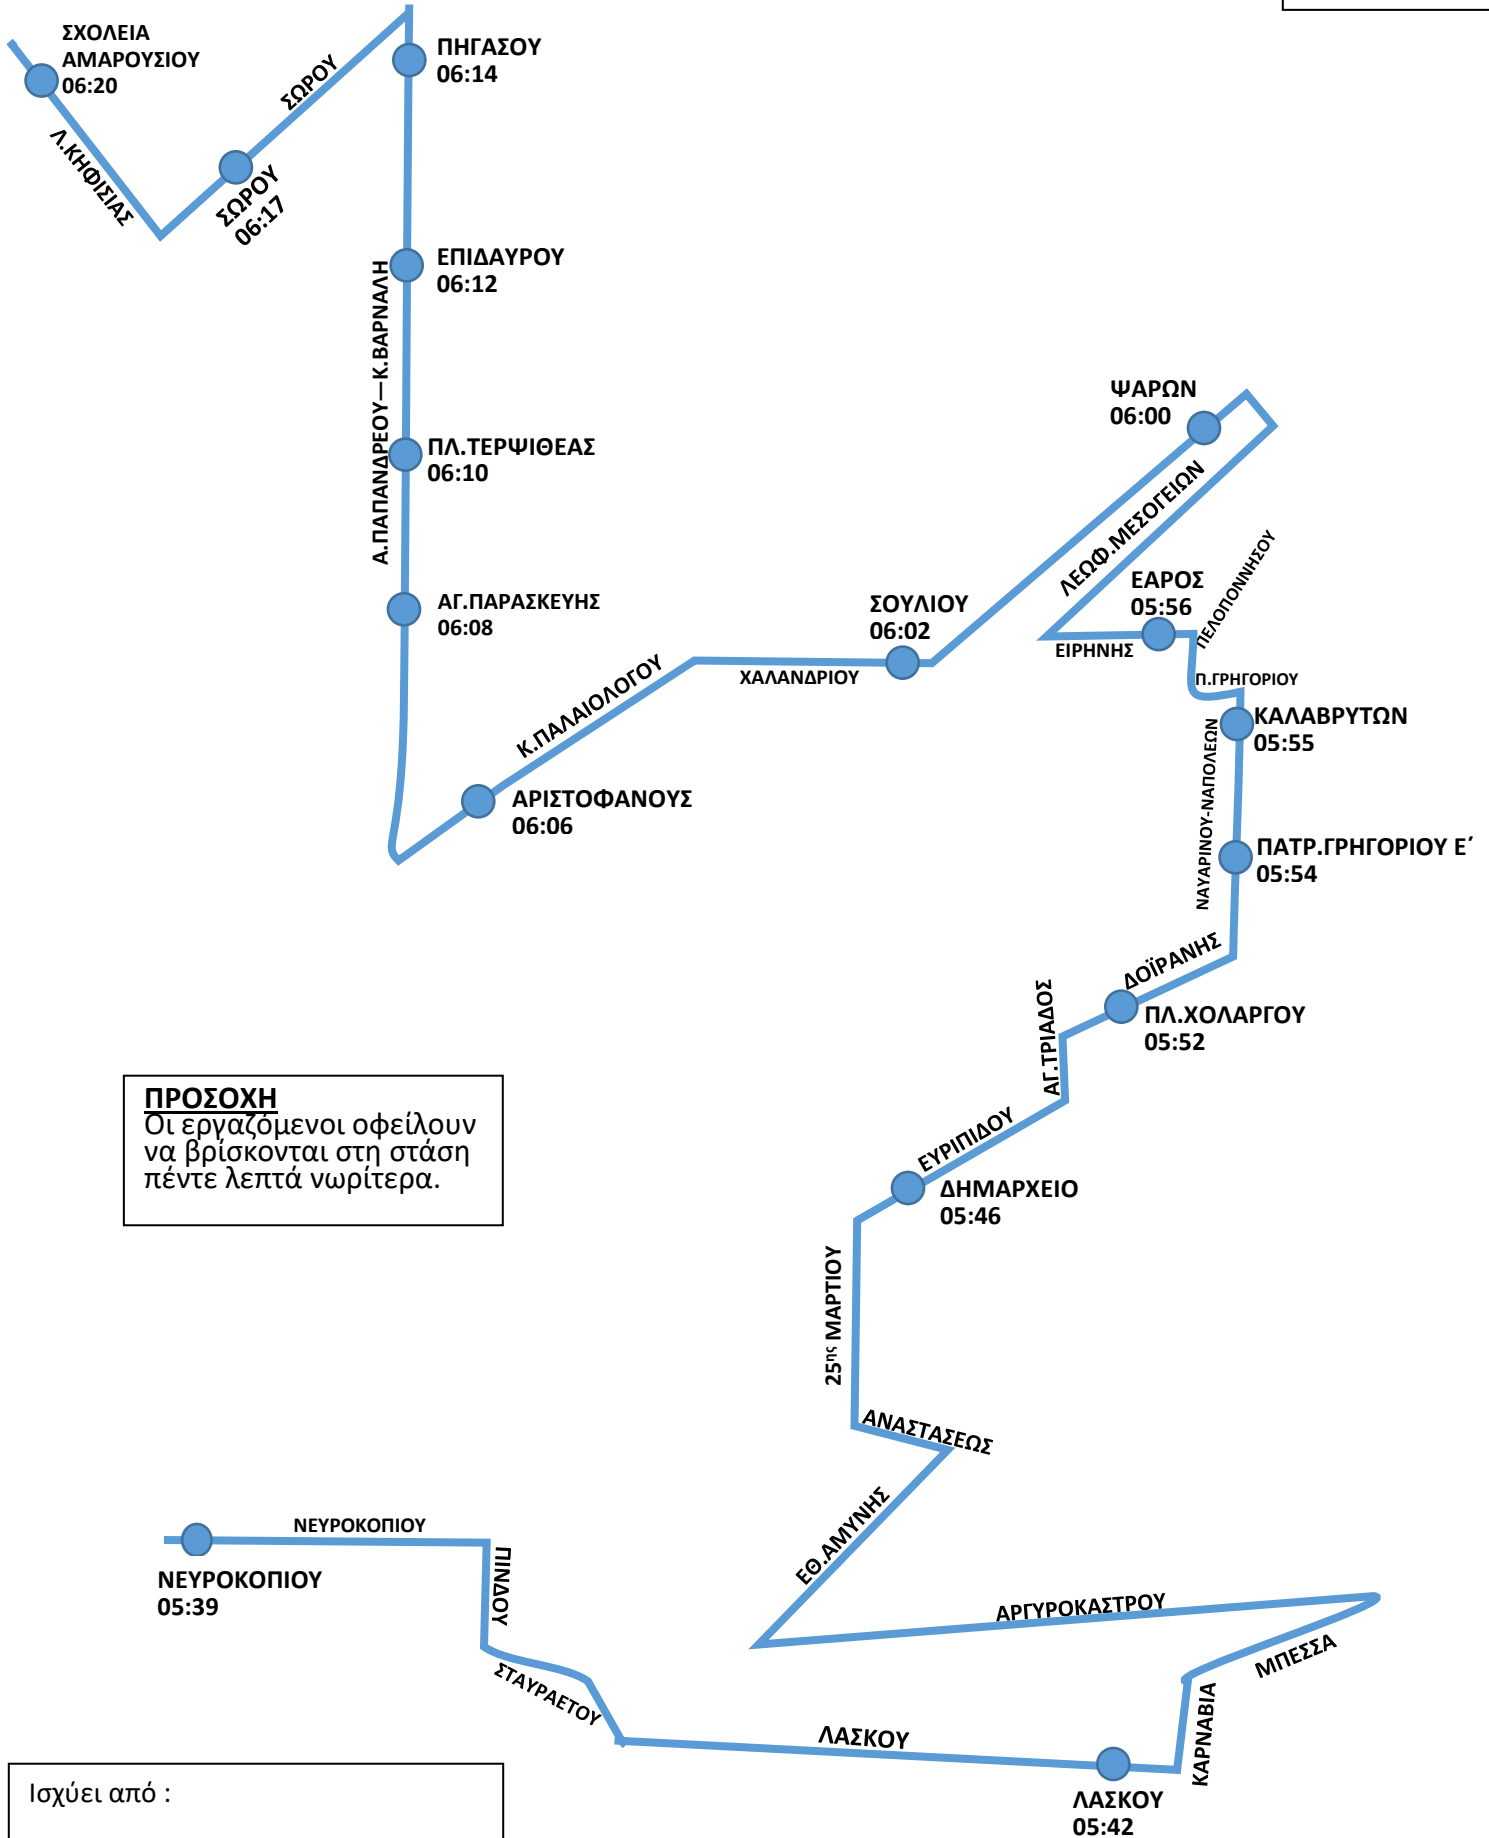 ΣΧΟΛΕΙΑ
ΑΜΑΡΟΥΣΙΟΥ
06:20
Λ.ΚΗΦΙΣΙΑΣ
ΣΩΡΟΥ
ΣΩΡΟΥ
06:17
ΠΗΓΑΣΟΥ
06:14
ΕΠΙΔΑΥΡΟΥ
06:12
Α.ΠΑΠΑΝΔΡΕΟΥ—Κ.ΒΑΡΝΑΛΗ
ΠΛ.ΤΕΡΨΙΘΕΑΣ
06:10
ΑΓ.ΠΑΡΑΣΚΕΥΗΣ
06:08
ΨΑΡΩΝ
06:00
ΛΕΩΦ.ΜΕΣΟΓΕΙΩΝ
ΕΑΡΟΣ
05:56
ΠΕΛΟΠΟΝΝΗΣΟΥ
ΣΟΥΛΙΟΥ
06:02
ΕΙΡΗΝΗΣ
ΧΑΛΑΝΔΡΙΟΥ
Π.ΓΡΗΓΟΡΙΟΥ
Κ.ΠΑΛΑΙΟΛΟΓΟΥ
ΚΑΛΑΒΡΥΤΩΝ
05:55
ΝΑΥΑΡΙΝΟΥ-ΝΑΠΟΛΕΩΝ
ΑΡΙΣΤΟΦΑΝΟΥΣ
06:06
ΠΑΤΡ.ΓΡΗΓΟΡΙΟΥ Ε΄
05:54
ΔΟΪΡΑΝΗΣ
ΠΛ.ΧΟΛΑΡΓΟΥ
05:52
ΑΓ.ΤΡΙΑΔΟΣ
ΠΡΟΣΟΧΗ
Οι εργαζόμενοι οφείλουν
να βρίσκονται στη στάση
πέντε λεπτά νωρίτερα.
ΕΥΡΙΠΙΔΟΥ
ΔΗΜΑΡΧΕΙΟ
05:46
25ης ΜΑΡΤΙΟΥ
ΑΝΑΣΤΑΣΕΩΣ
ΕΘ.ΑΜΥΝΗΣ
ΝΕΥΡΟΚΟΠΙΟΥ
ΝΕΥΡΟΚΟΠΙΟΥ
05:39
ΠΙΝΔΟΥ
ΑΡΓΥΡΟΚΑΣΤΡΟΥ
ΜΠΕΣΣΑ
ΣΤΑΥΡΑΕΤΟΥ
ΚΑΡΝΑΒΙΑ
ΛΑΣΚΟΥ
ΛΑΣΚΟΥ
05:42
Ισχύει από :